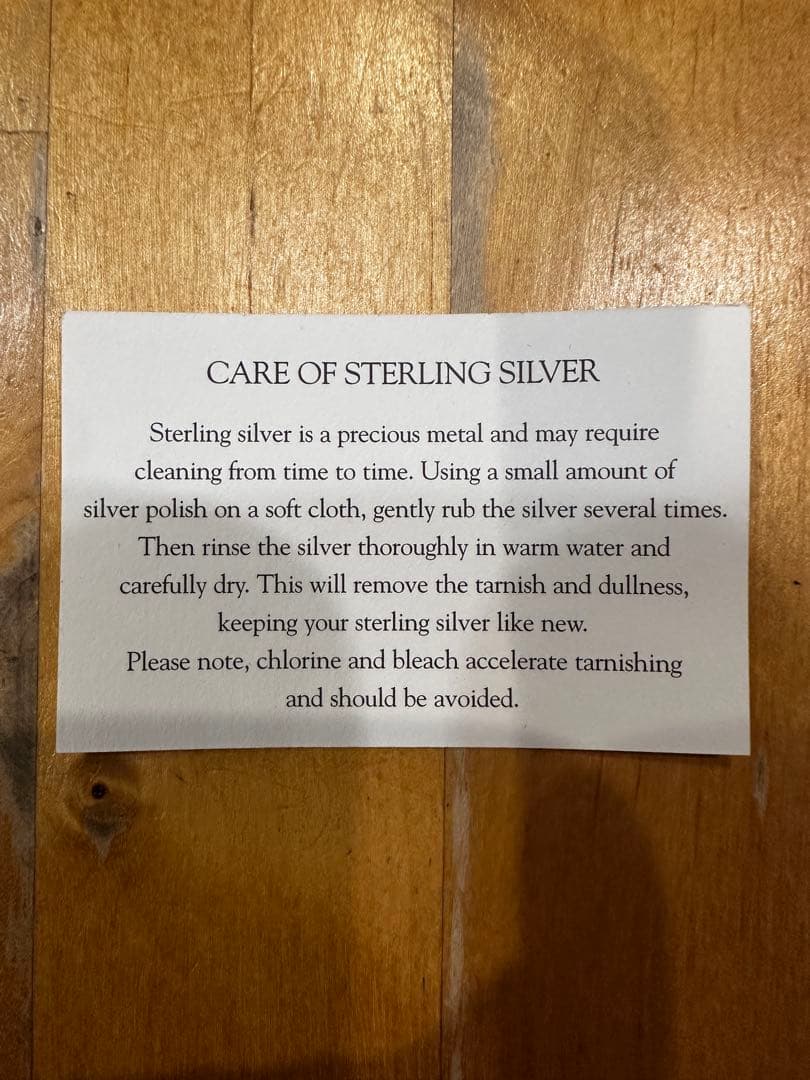 CARE OF STERLING SILVER
Sterling silver is a precious metal and may require
cleaning from time to time. Using a small amount of
silver polish on a soft cloth, gently rub the silver several times.
Then rinse the silver thoroughly in warm water and
carefully dry. This will remove the tarnish and dullness,
keeping your sterling silver like new.
Please note, chlorine and bleach accelerate tarnishing
and should be avoided.